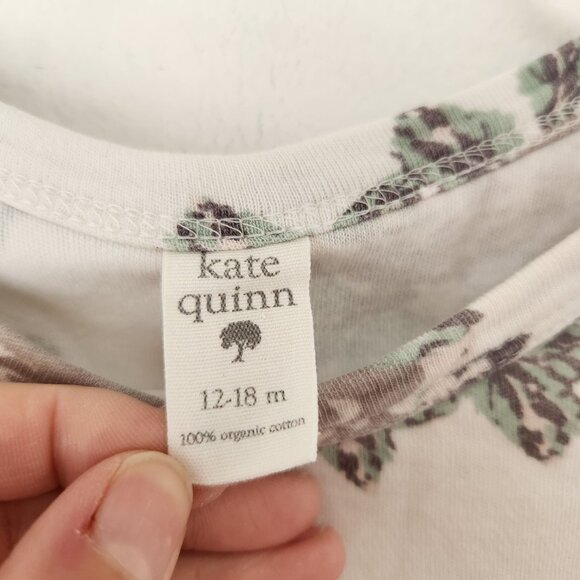 kate
quinn
12-18 m
100% organic cotton